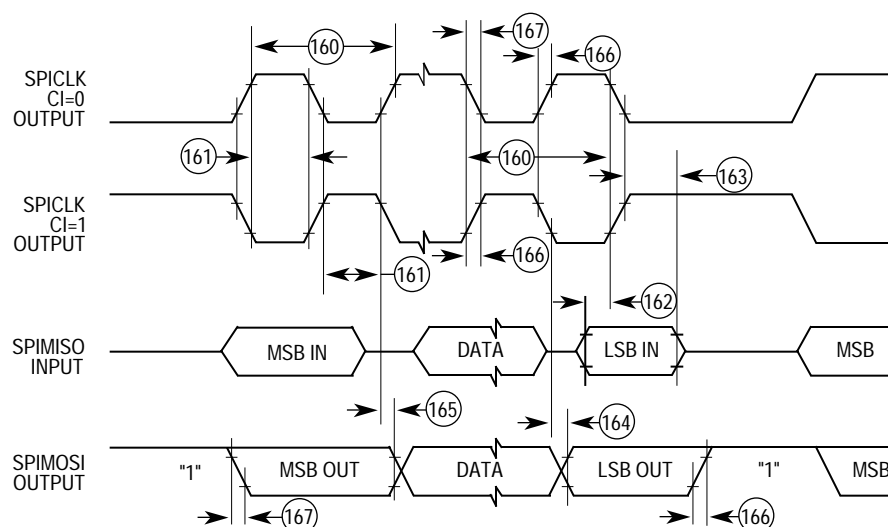 167
160
166
SPICLK
CI=0
OUTPUT
161
160
163
SPICLK
CI=1
OUTPUT
161
166
162
SPIMISO
INPUT
MSB IN
DATA
LSB IN
MSB
165
164
SPIMOSI
OUTPUT
"1"
MSB OUT
DATA
LSB OUT
"1"
MSB
167
166